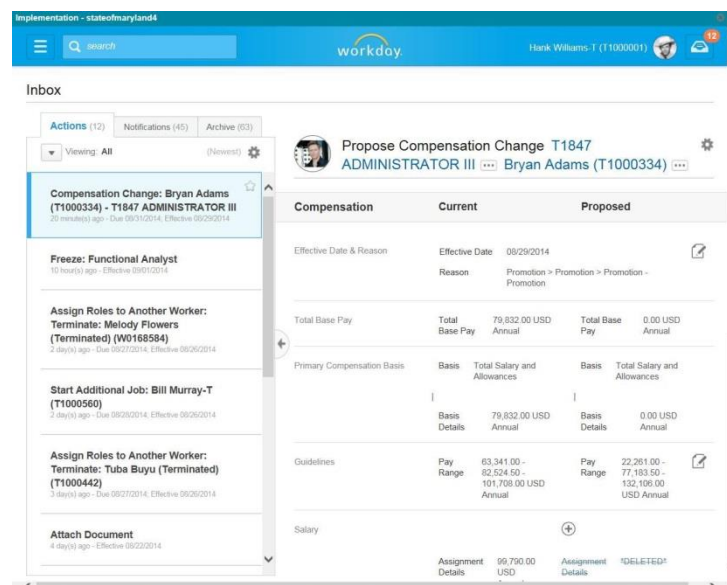 Implementation - stateofmaryland4
search
workday.
Hank Williams-T (T1000001)
12
Inbox
Actions (12)
Notifications (45)
Archive (63)
Viewing: All
(Newest)
Compensation Change: Bryan Adams
(T1000334) - T1847 ADMINISTRATOR III
20 minute(s) ago - Due 08/31/2014; Effective 08/29/2014
Freeze: Functional Analyst
10 hour(s) ago - Effective 09/01/2014
Assign Roles to Another Worker:
Terminate: Melody Flowers
(Terminated) (W0168584)
2 day(s) ago - Due 08/27/2014; Effective 08/26/2014
Start Additional Job: Bill Murray-T
(T1000560)
2 day(s) ago - Due 08/28/2014; Effective 08/26/2014
Assign Roles to Another Worker:
Terminate: Tuba Buyu (Terminated)
(T1000442)
3 day(s) ago - Due 08/27/2014; Effective 08/26/2014
Attach Document
4 day(s) ago - Effective 08/22/2014
Propose Compensation Change T1847
ADMINISTRATOR III ... Bryan Adams (T1000334) ...
Compensation Current Proposed
Effective Date & Reason Effective Date 08/29/2014
Reason Promotion > Promotion > Promotion -
Promotion
Total Base Pay Total 79,832.00 USD Total Base 0.00 USD
Base Pay Annual Pay Annual
Primary Compensation Basis Basis Total Salary and Basis Total Salary and
Allowances Allowances
Basis 79,832.00 USD Basis 0.00 USD
Details Annual Details Annual
Guidelines Pay 63,341.00 - Pay 22,261.00 -
Range 82,524.50 - Range 77,183.50 -
101,708.00 USD 132,106.00
Annual USD Annual
Salary
Assignment 99,790.00 Assignment *DELETED*
Details USD Details